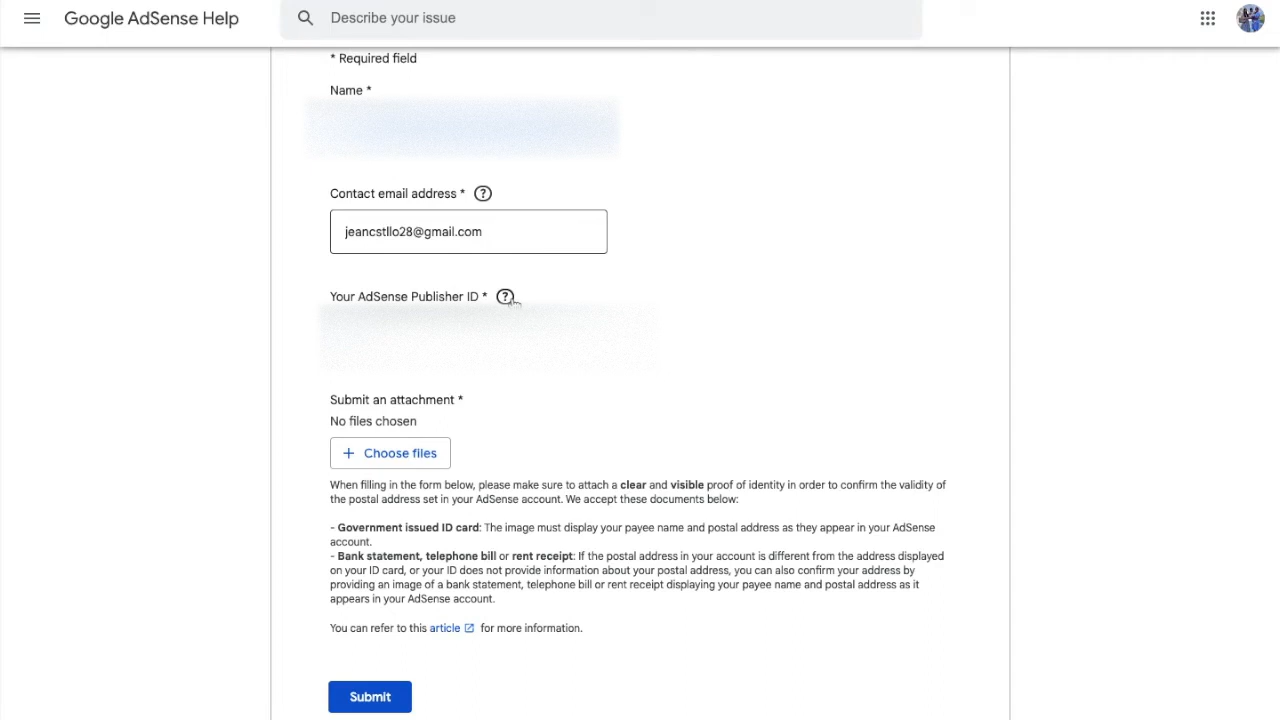 Google AdSense Help
Describe your issue
* Required field
Name *
Contact email address * ?
jeancstllo28@gmail.com
Your AdSense Publisher ID * ?
Submit an attachment *
No files chosen
+ Choose files
When filling in the form below, please make sure to attach a clear and visible proof of identity in order to confirm the validity of
the postal address set in your AdSense account. We accept these documents below:
- Government issued ID card: The image must display your payee name and postal address as they appear in your AdSense
account.
- Bank statement, telephone bill or rent receipt: If the postal address in your account is different from the address displayed
on your ID card, or your ID does not provide information about your postal address, you can also confirm your address by
providing an image of a bank statement, telephone bill or rent receipt displaying your payee name and postal address as it
appears in your AdSense account.
You can refer to this article for more information.
Submit